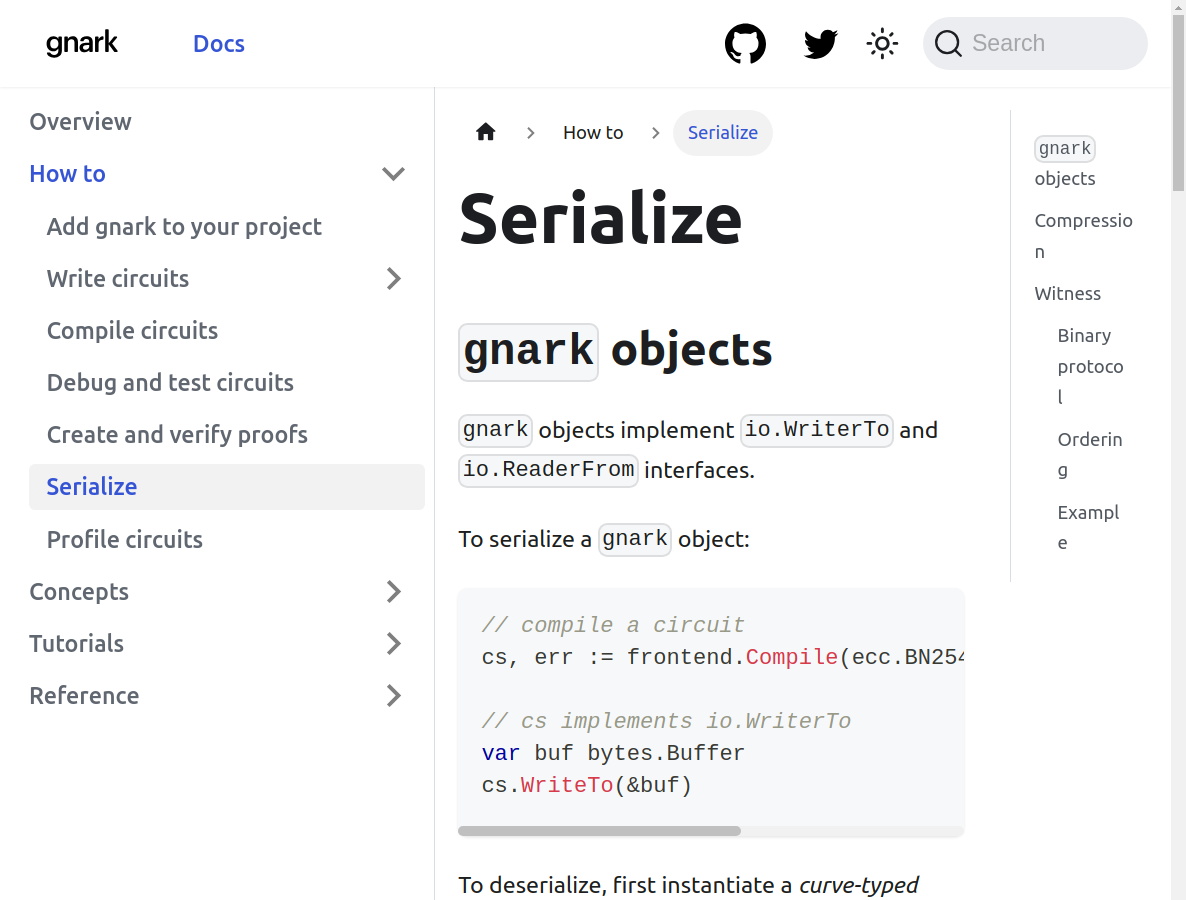 gnark
Docs
Search
Overview
How to
Add gnark to your project
Write circuits
Compile circuits
Debug and test circuits
Create and verify proofs
Serialize
Profile circuits
Concepts
Tutorials
Reference
How to
Serialize
Serialize
gnark objects
gnark objects implement io.WriterTo and
io.ReaderFrom interfaces.
To serialize a gnark object:
// compile a circuit
cs, err := frontend.Compile(ecc.BN254
// cs implements io.WriterTo
var buf bytes.Buffer
cs.WriteTo(&buf)
To deserialize, first instantiate a curve-typed
gnark
objects
Compressio
n
Witness
Binary
protoco
l
Orderin
g
Exampl
e